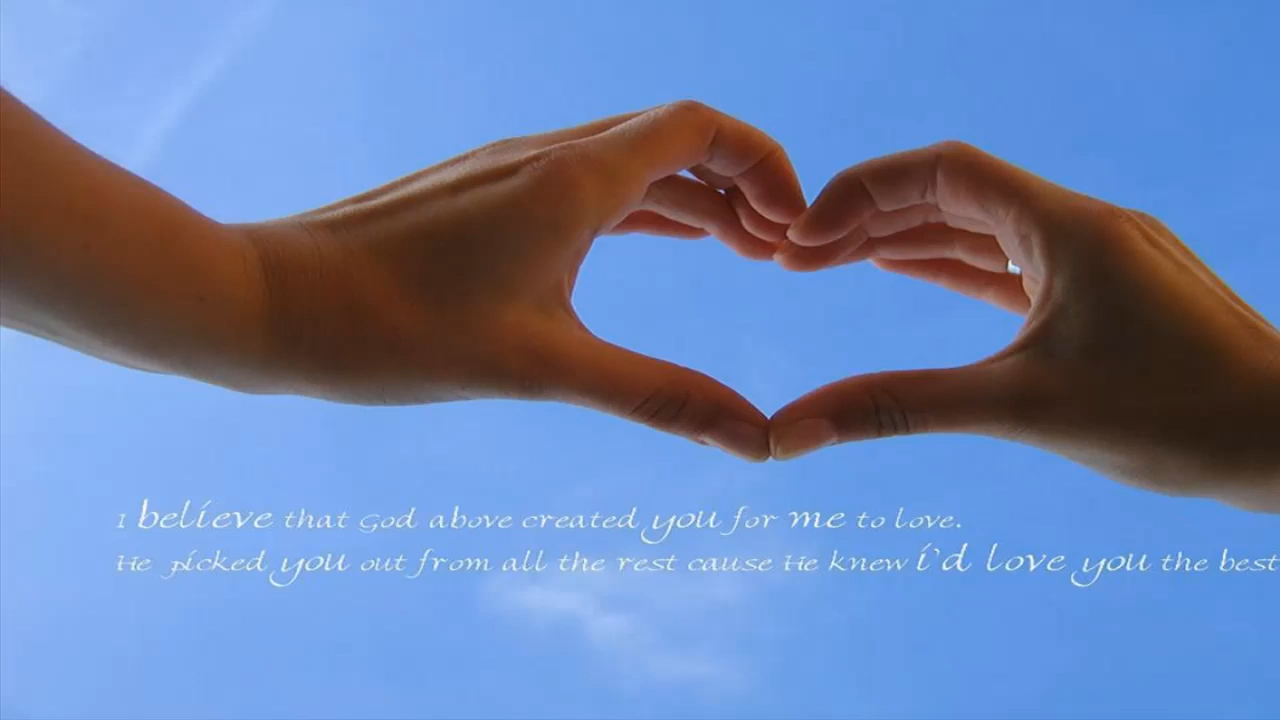 I believe that God above created you for me to love.
He picked you out from all the rest cause He knew i'd love you the best